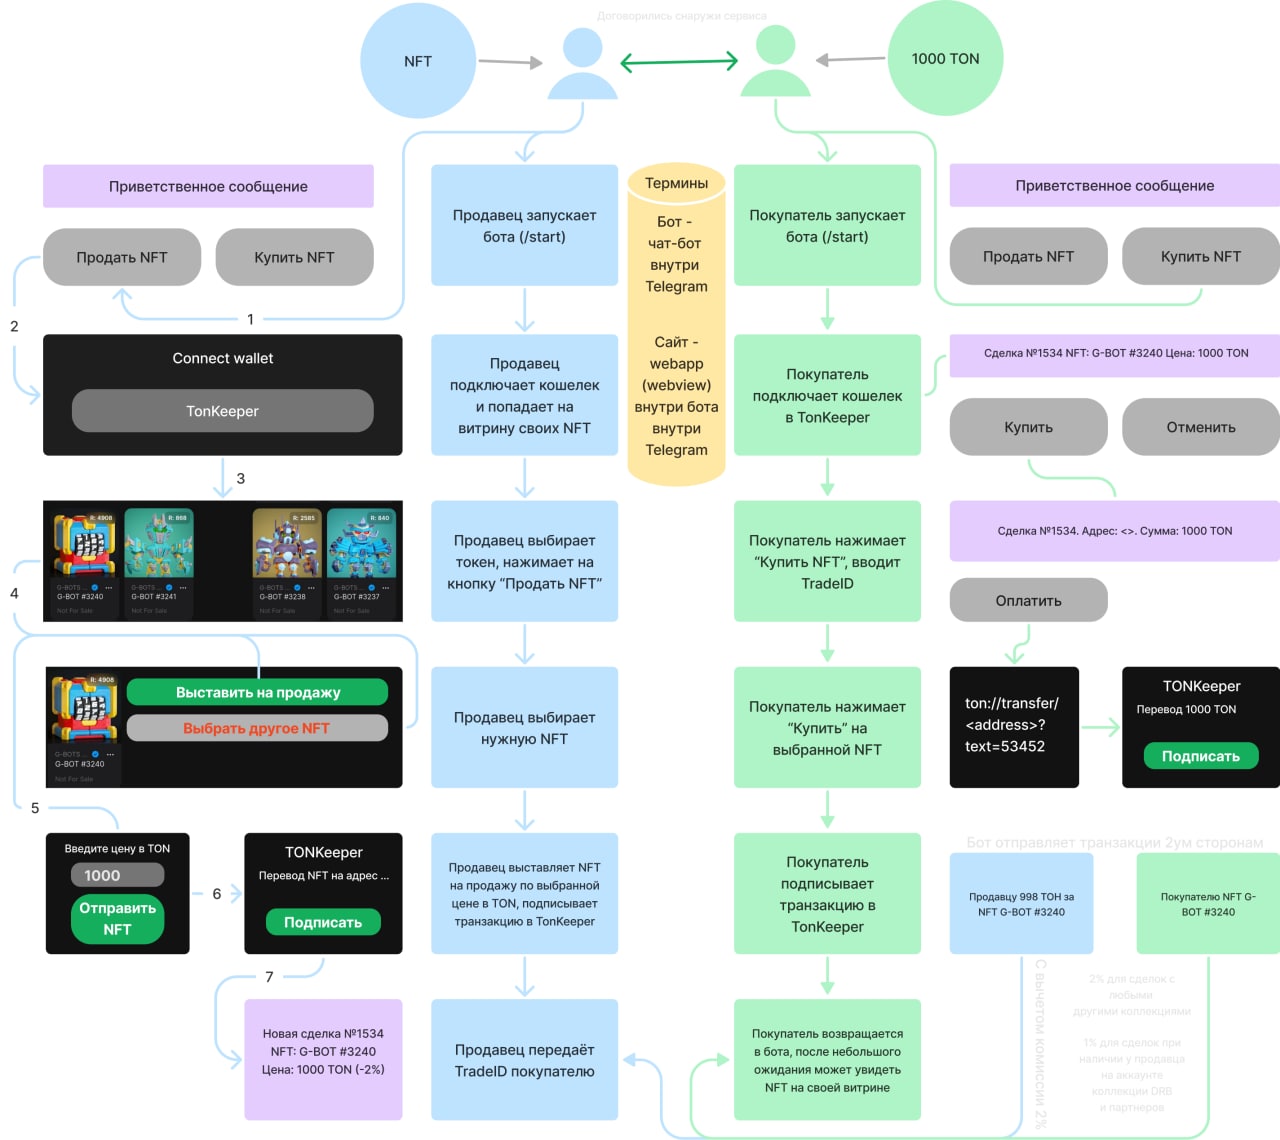 Договорились снаружи сервиса
NFT
1000 TON
Приветственное сообщение
Продать NFT
Купить NFT
1
2
Connect wallet
TonKeeper
3
R: 4908
R: 868
R: 2585
R: 840
G-BOTS ...
G-BOT #3240
Not For Sale
G-BOTS ...
G-BOT #3241
Not For Sale
G-BOTS ...
G-BOT #3238
Not For Sale
G-BOTS ...
G-BOT #3237
Not For Sale
4
R: 4908
G-BOTS ...
G-BOT #3240
Not For Sale
Выставить на продажу
Выбрать другое NFT
5
Введите цену в TON
1000
Отправить
NFT
6
TONKeeper
Перевод NFT на адрес ...
Подписать
7
Новая сделка №1534
NFT: G-BOT #3240
Цена: 1000 TON (-2%)
Продавец запускает
бота (/start)
Продавец
подключает кошелек
и попадает на
витрину своих NFT
Продавец выбирает
токен, нажимает на
кнопку “Продать NFT”
Продавец выбирает
нужную NFT
Продавец выставляет NFT
на продажу по выбранной
цене в TON, подписывает
транзакцию в TonKeeper
Продавец передаёт
TradeID покупателю
Термины
Бот -
чат-бот
внутри
Telegram
Сайт -
webapp
(webview)
внутри бота
внутри
Telegram
Покупатель запускает
бота (/start)
Покупатель
подключает кошелек
в TonKeeper
Покупатель нажимает
“Купить NFT”, вводит
TradeID
Покупатель нажимает
“Купить” на
выбранной NFT
Покупатель
подписывает
транзакцию в
TonKeeper
Покупатель возвращается
в бота, после небольшого
ожидания может увидеть
NFT на своей витрине
Приветственное сообщение
Продать NFT
Купить NFT
Сделка №1534 NFT: G-BOT #3240 Цена: 1000 TON
Купить
Отменить
Сделка №1534. Адрес: <>. Сумма: 1000 TON
Оплатить
ton://transfer/
<address>?
text=53452
TONKeeper
Перевод 1000 TON
Подписать
Бот отправляет транзакции 2ум сторонам
Продавцу 998 ТОН за
NFT G-BOT #3240
Покупателю NFT G-
BOT #3240
С вычетом комиссии 2%
2% для сделок с
любыми
другими коллекциями
1% для сделок при
наличии у продавца
на аккаунте
коллекции DRB
и партнеров